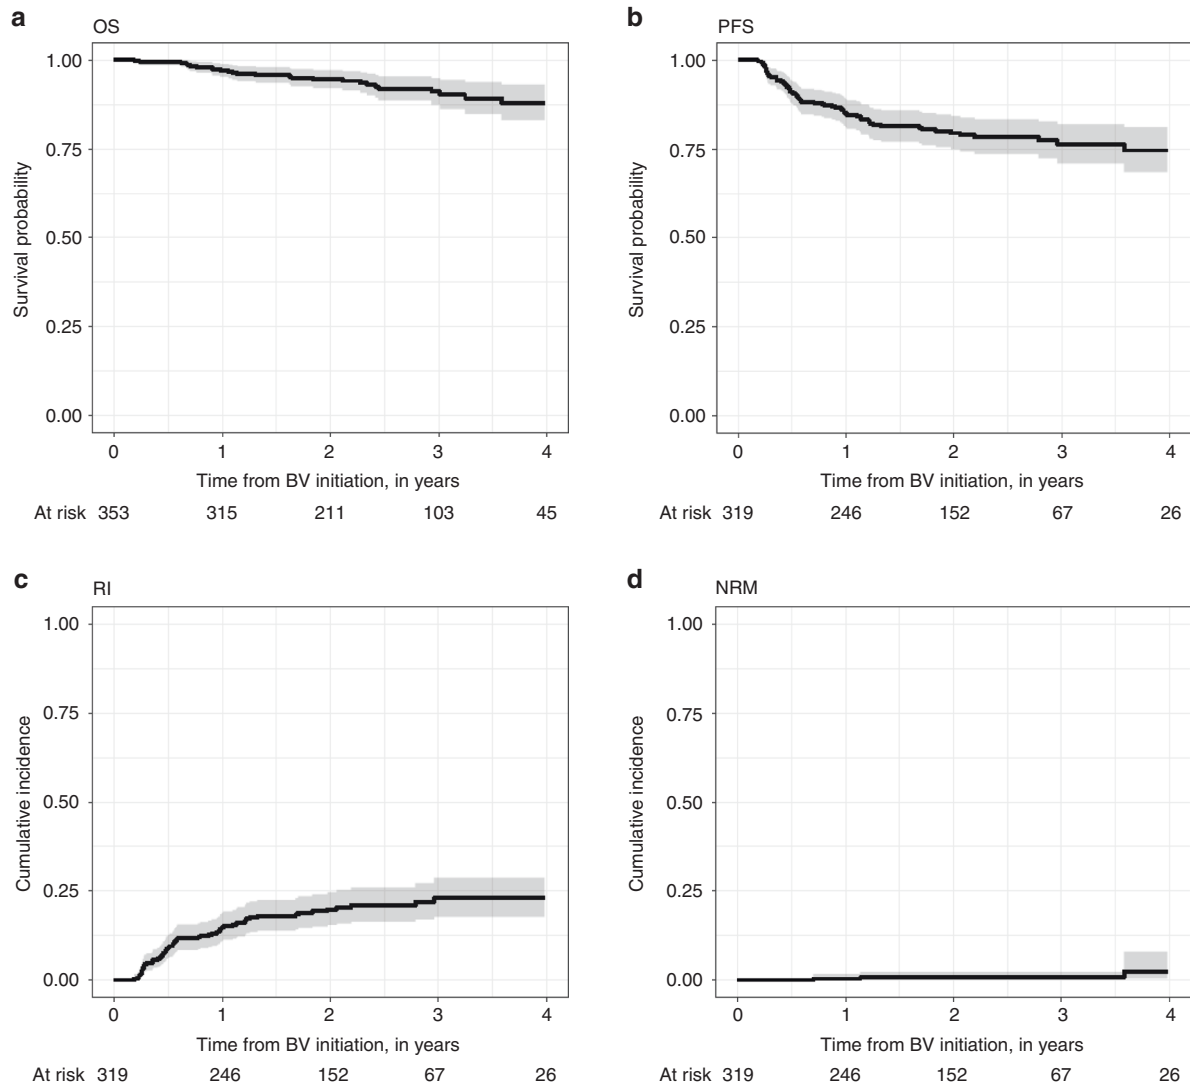 a
OS
1.00
0.75
0.50
0.25
0.00
Survival probability
0 1 2 3 4
Time from BV initiation, in years
At risk 353 315 211 103 45
b
PFS
1.00
0.75
0.50
0.25
0.00
Survival probability
0 1 2 3 4
Time from BV initiation, in years
At risk 319 246 152 67 26
c
RI
1.00
0.75
0.50
0.25
0.00
Cumulative incidence
0 1 2 3 4
Time from BV initiation, in years
At risk 319 246 152 67 26
d
NRM
1.00
0.75
0.50
0.25
0.00
Cumulative incidence
0 1 2 3 4
Time from BV initiation, in years
At risk 319 246 152 67 26